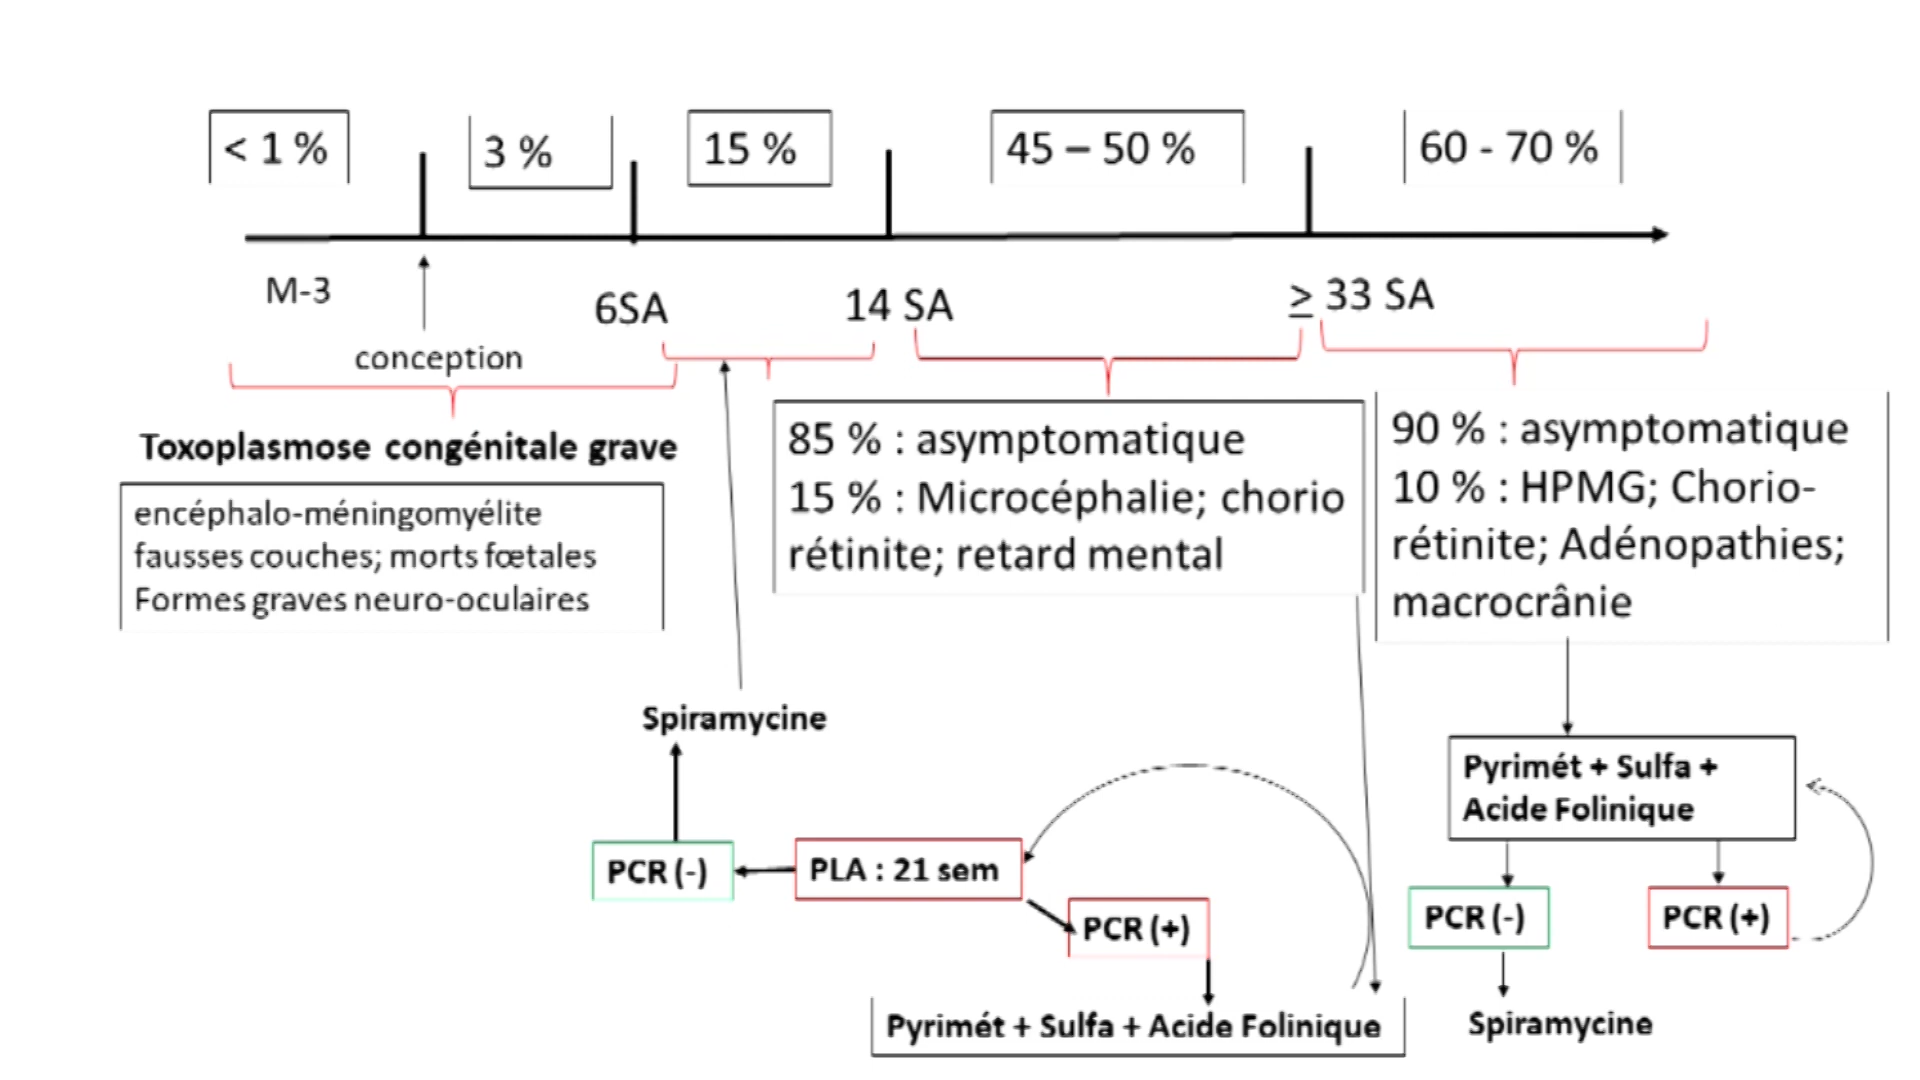 < 1 %
3 %
15 %
45 – 50 %
60 - 70 %
M-3
6SA
14 SA
≥ 33 SA
conception
Toxoplasmose congénitale grave
encéphalo-méningomyélite
fausses couches; morts fœtales
Formes graves neuro-oculaires
85 % : asymptomatique
15 % : Microcéphalie; chorio
rétinite; retard mental
90 % : asymptomatique
10 % : HPMG; Chorio-
rétinite; Adénopathies;
macrocrânie
Spiramycine
PCR (-)
PLA : 21 sem
PCR (+)
Pyrimét + Sulfa + Acide Folinique
Pyrimét + Sulfa +
Acide Folinique
PCR (-)
PCR (+)
Spiramycine